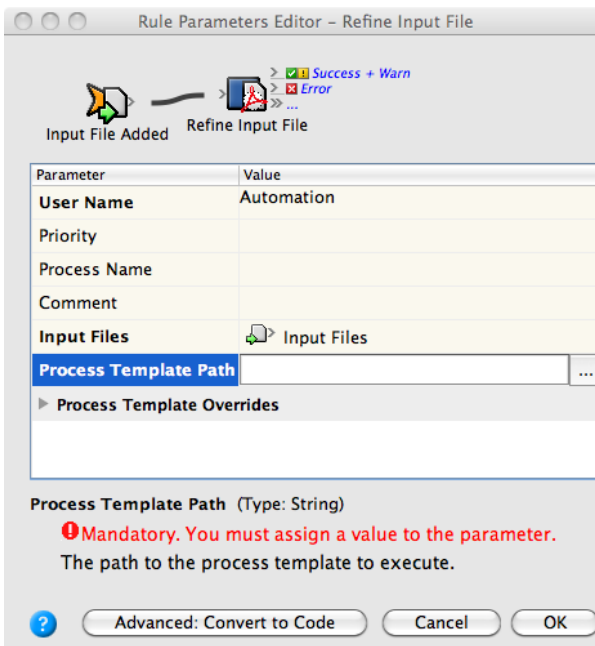 Rule Parameters Editor – Refine Input File
Success + Warn
Error
...
Input File Added
Refine Input File
Parameter Value
User Name Automation
Priority
Process Name
Comment
Input Files Input Files
Process Template Path ...
Process Template Overrides
Process Template Path (Type: String)
Mandatory. You must assign a value to the parameter.
The path to the process template to execute.
? Advanced: Convert to Code Cancel OK